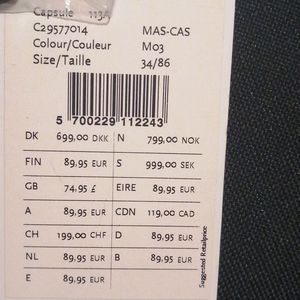 Capsule 113A
C29577014 MAS-CAS
Colour/Couleur M03
Size/Taille 34/86
5 700229 112243
DK 699,00 DKK N 799,00 NOK
FIN 89,95 EUR S 999,00 SEK
GB 74,95 £ EIRE 89,95 EUR
A 89,95 EUR CDN 119,00 CAD
CH 199,00 CHF D 89,95 EUR
NL 89,95 EUR B 89,95 EUR
E 89,95 EUR
Suggested Retailprice